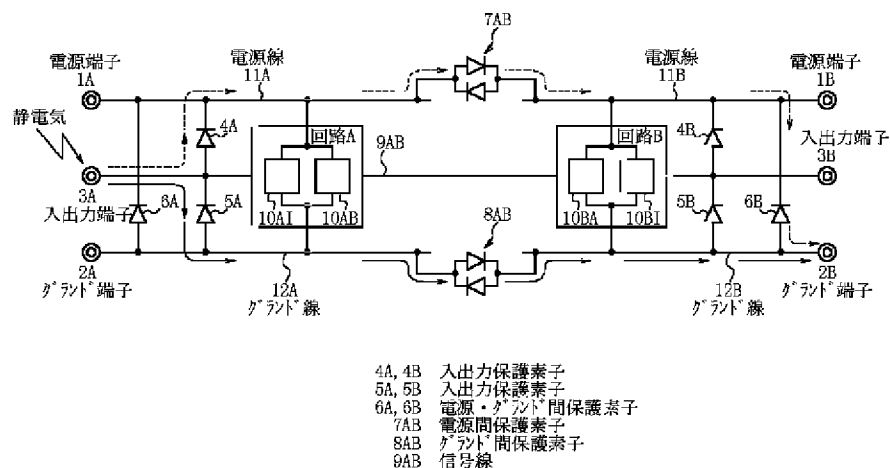 7AB
電源端子 電源線 電源線 電源端子
1A 11A 11B 1B
静電気 4A 回路A 9AB 回路B 4B 入出力端子
3B
3A 6A 5A 5B 6B
入出力端子 10AI 10AB 8AB 10BA 10BI
2A 12A 12B 2B
グランド端子 グランド線 グランド線 グランド端子
4A, 4B 入出力保護素子
5A, 5B 入出力保護素子
6A, 6B 電源・グランド間保護素子
7AB 電源間保護素子
8AB グランド間保護素子
9AB 信号線